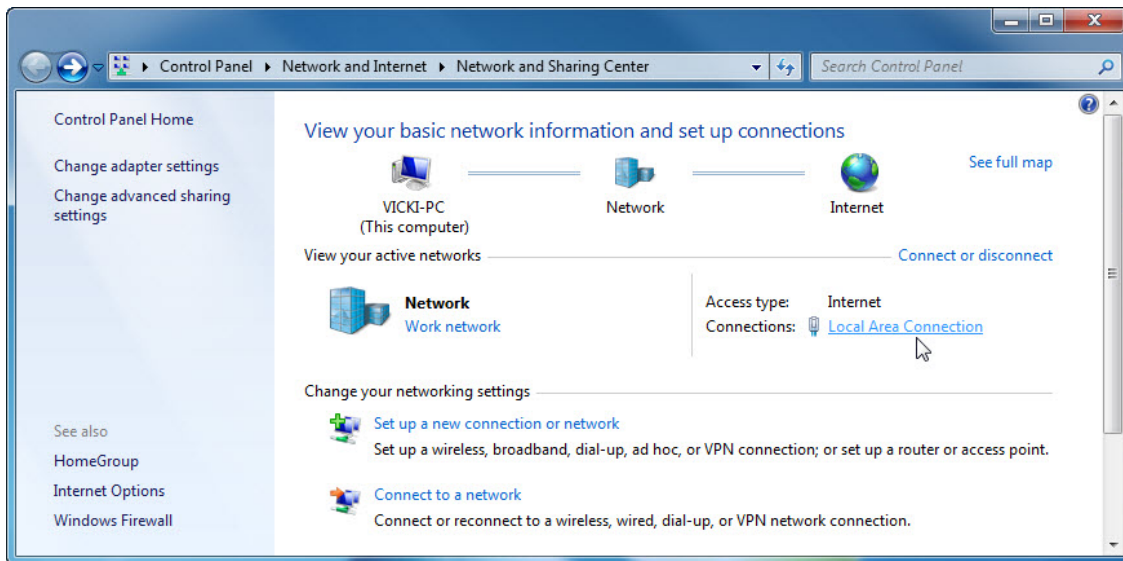 Control Panel ▸ Network and Internet ▸ Network and Sharing Center
Search Control Panel
Control Panel Home
Change adapter settings
Change advanced sharing
settings
See also
HomeGroup
Internet Options
Windows Firewall
View your basic network information and set up connections
See full map
VICKI-PC
(This computer)
Network
Internet
View your active networks
Connect or disconnect
Network
Work network
Access type: Internet
Connections: Local Area Connection
Change your networking settings
Set up a new connection or network
Set up a wireless, broadband, dial-up, ad hoc, or VPN connection; or set up a router or access point.
Connect to a network
Connect or reconnect to a wireless, wired, dial-up, or VPN network connection.